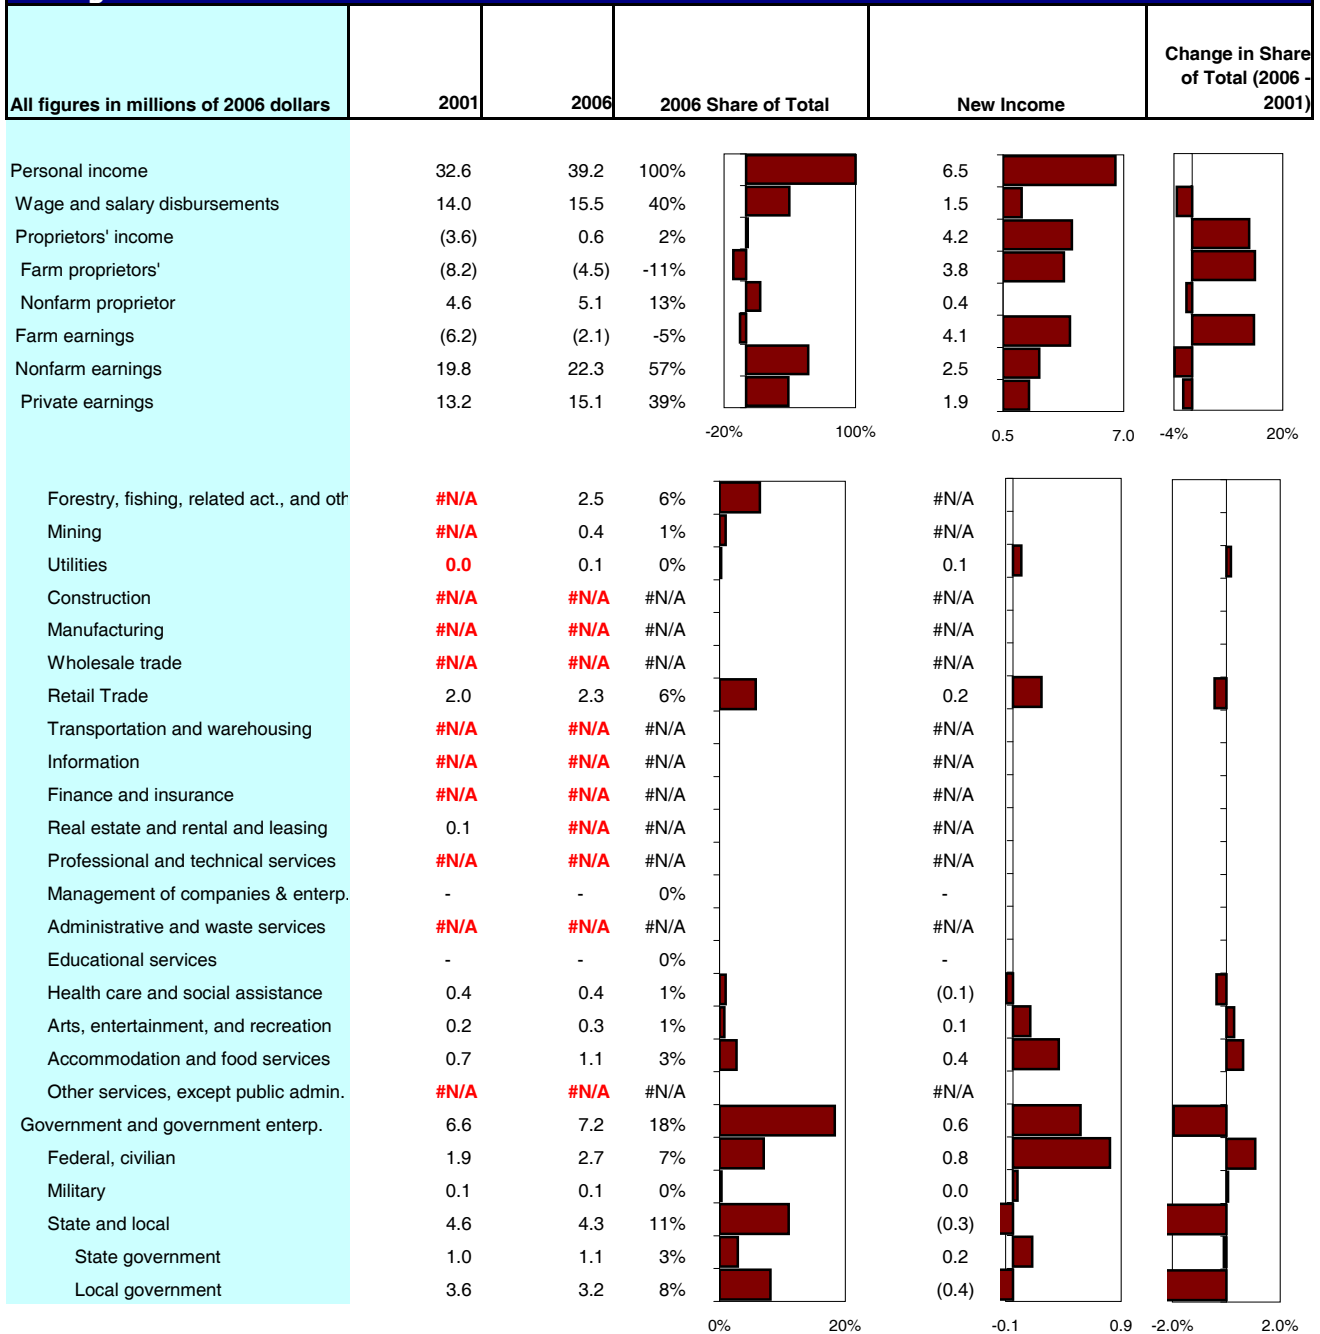 Change in Share
of Total (2006 -
All figures in millions of 2006 dollars 2001 2006 2006 Share of Total New Income 2001)
Personal income 32.6 39.2 100% 6.5
Wage and salary disbursements 14.0 15.5 40% 1.5
Proprietors' income (3.6) 0.6 2% 4.2
Farm proprietors' (8.2) (4.5) -11% 3.8
Nonfarm proprietor 4.6 5.1 13% 0.4
Farm earnings (6.2) (2.1) -5% 4.1
Nonfarm earnings 19.8 22.3 57% 2.5
Private earnings 13.2 15.1 39% 1.9
-20% 100% 0.5 7.0 -4% 20%
Forestry, fishing, related act., and oth #N/A 2.5 6% #N/A
Mining #N/A 0.4 1% #N/A
Utilities 0.0 0.1 0% 0.1
Construction #N/A #N/A #N/A #N/A
Manufacturing #N/A #N/A #N/A #N/A
Wholesale trade #N/A #N/A #N/A #N/A
Retail Trade 2.0 2.3 6% 0.2
Transportation and warehousing #N/A #N/A #N/A #N/A
Information #N/A #N/A #N/A #N/A
Finance and insurance #N/A #N/A #N/A #N/A
Real estate and rental and leasing 0.1 #N/A #N/A #N/A
Professional and technical services #N/A #N/A #N/A #N/A
Management of companies & enterp. - - 0% -
Administrative and waste services #N/A #N/A #N/A #N/A
Educational services - - 0% -
Health care and social assistance 0.4 0.4 1% (0.1)
Arts, entertainment, and recreation 0.2 0.3 1% 0.1
Accommodation and food services 0.7 1.1 3% 0.4
Other services, except public admin. #N/A #N/A #N/A #N/A
Government and government enterp. 6.6 7.2 18% 0.6
Federal, civilian 1.9 2.7 7% 0.8
Military 0.1 0.1 0% 0.0
State and local 4.6 4.3 11% (0.3)
State government 1.0 1.1 3% 0.2
Local government 3.6 3.2 8% (0.4)
0% 20% -0.1 0.9 -2.0% 2.0%